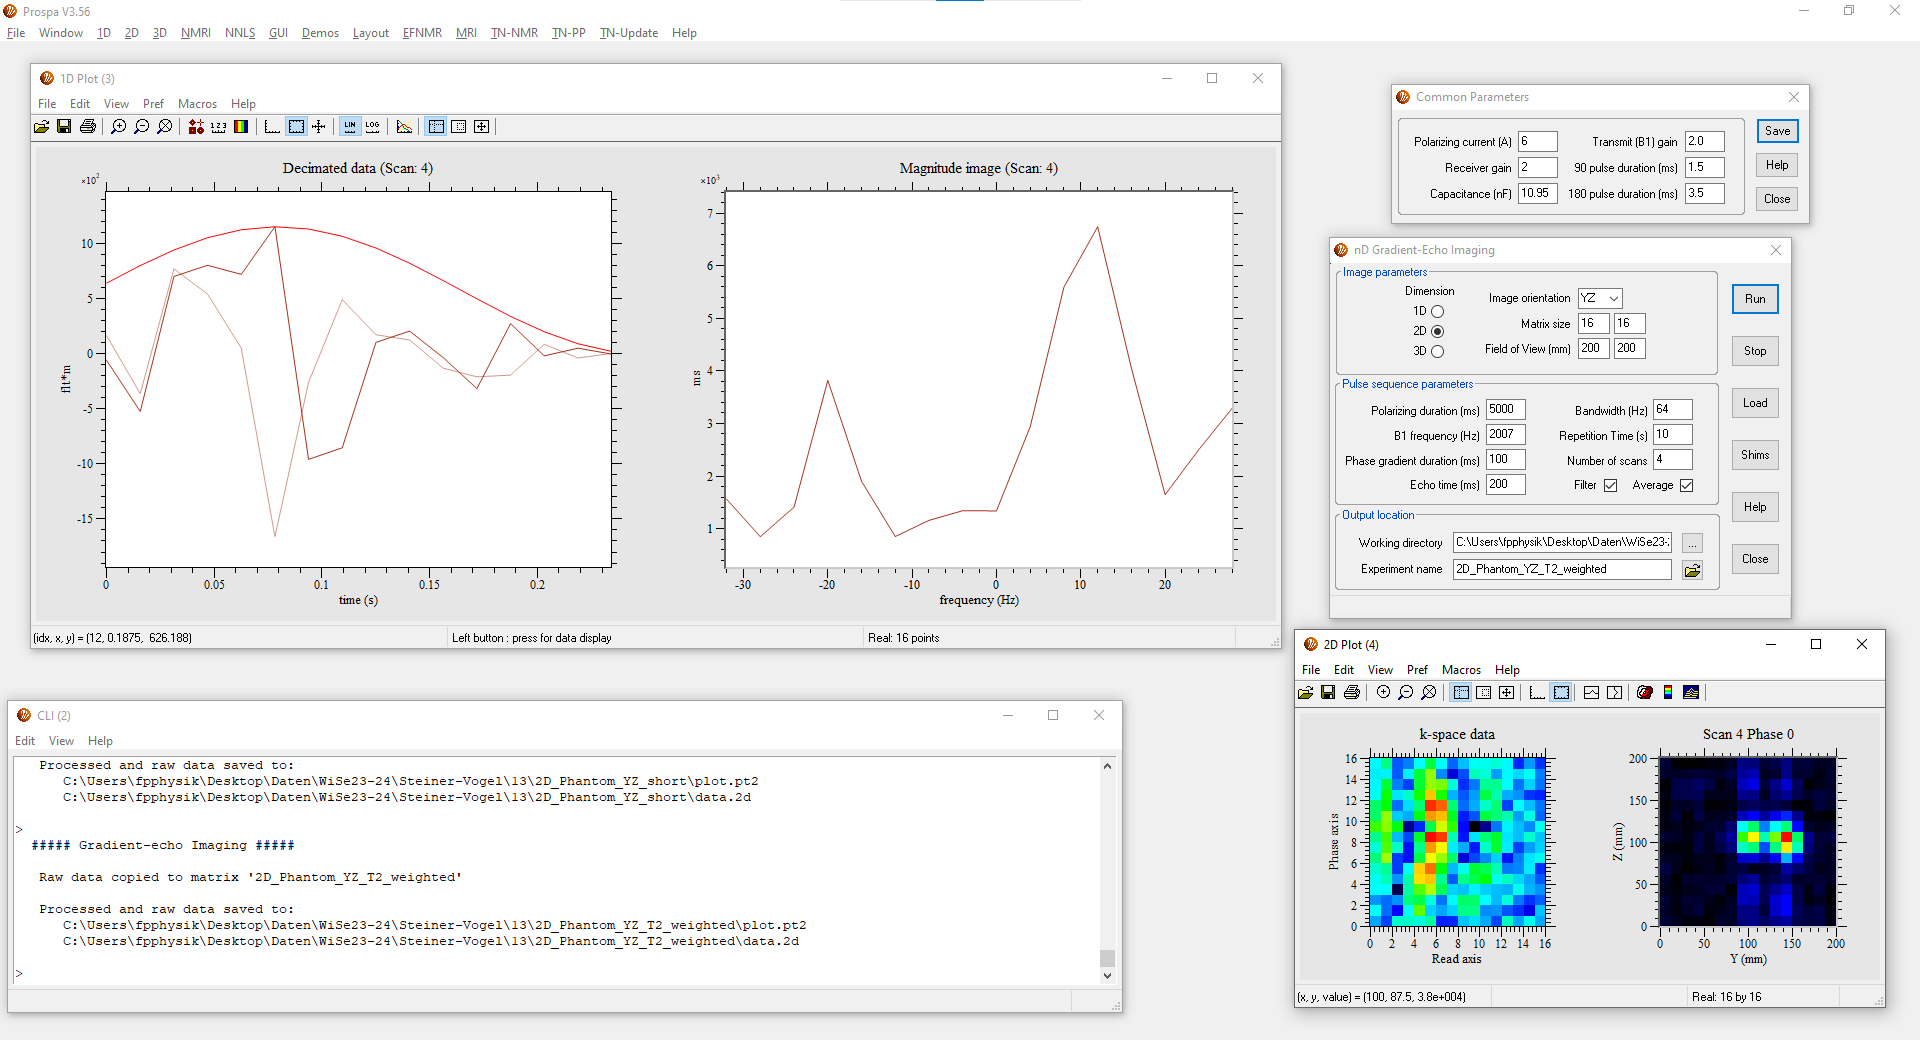 Prospa V3.56
File Window 1D 2D 3D NMRI NNLS GUI Demos Layout EFNMR MRI TN-NMR TN-PP TN-Update Help
1D Plot (3)
File Edit View Pref Macros Help
1 2 3
LIN LOG
Decimated data (Scan: 4)
×10²
10
5
0
-5
-10
-15
flt*m
0 0.05 0.1 0.15 0.2
time (s)
Magnitude image (Scan: 4)
×10³
7
6
5
4
3
2
1
ms
-30 -20 -10 0 10 20
frequency (Hz)
(idx, x, y) = (12, 0.1875, 626.188) Left button : press for data display Real: 16 points
Common Parameters
Polarizing current (A) 6 Transmit (B1) gain 2.0 Save
Receiver gain 2 90 pulse duration (ms) 1.5 Help
Capacitance (nF) 10.95 180 pulse duration (ms) 3.5 Close
nD Gradient-Echo Imaging
Image parameters
Dimension
1D
2D
3D
Image orientation YZ
Matrix size 16 16
Field of View (mm) 200 200
Pulse sequence parameters
Polarizing duration (ms) 5000 Bandwidth (Hz) 64
B1 frequency (Hz) 2007 Repetition Time (s) 10
Phase gradient duration (ms) 100 Number of scans 4
Echo time (ms) 200 Filter Average
Output location
Working directory C:\Users\fpphysik\Desktop\Daten\WiSe23-2 ...
Experiment name 2D_Phantom_YZ_T2_weighted
Run
Stop
Load
Shims
Help
Close
CLI (2)
Edit View Help
Processed and raw data saved to:
C:\Users\fpphysik\Desktop\Daten\WiSe23-24\Steiner-Vogel\13\2D_Phantom_YZ_short\plot.pt2
C:\Users\fpphysik\Desktop\Daten\WiSe23-24\Steiner-Vogel\13\2D_Phantom_YZ_short\data.2d
>
##### Gradient-echo Imaging #####
Raw data copied to matrix '2D_Phantom_YZ_T2_weighted'
Processed and raw data saved to:
C:\Users\fpphysik\Desktop\Daten\WiSe23-24\Steiner-Vogel\13\2D_Phantom_YZ_T2_weighted\plot.pt2
C:\Users\fpphysik\Desktop\Daten\WiSe23-24\Steiner-Vogel\13\2D_Phantom_YZ_T2_weighted\data.2d
>
2D Plot (4)
File Edit View Pref Macros Help
k-space data
16
14
12
10
8
6
4
2
0
Phase axis
0 2 4 6 8 10 12 14 16
Read axis
Scan 4 Phase 0
200
150
100
50
0
Z (mm)
0 50 100 150 200
Y (mm)
(x, y, value) = (100, 87.5, 3.8e+004) Real: 16 by 16